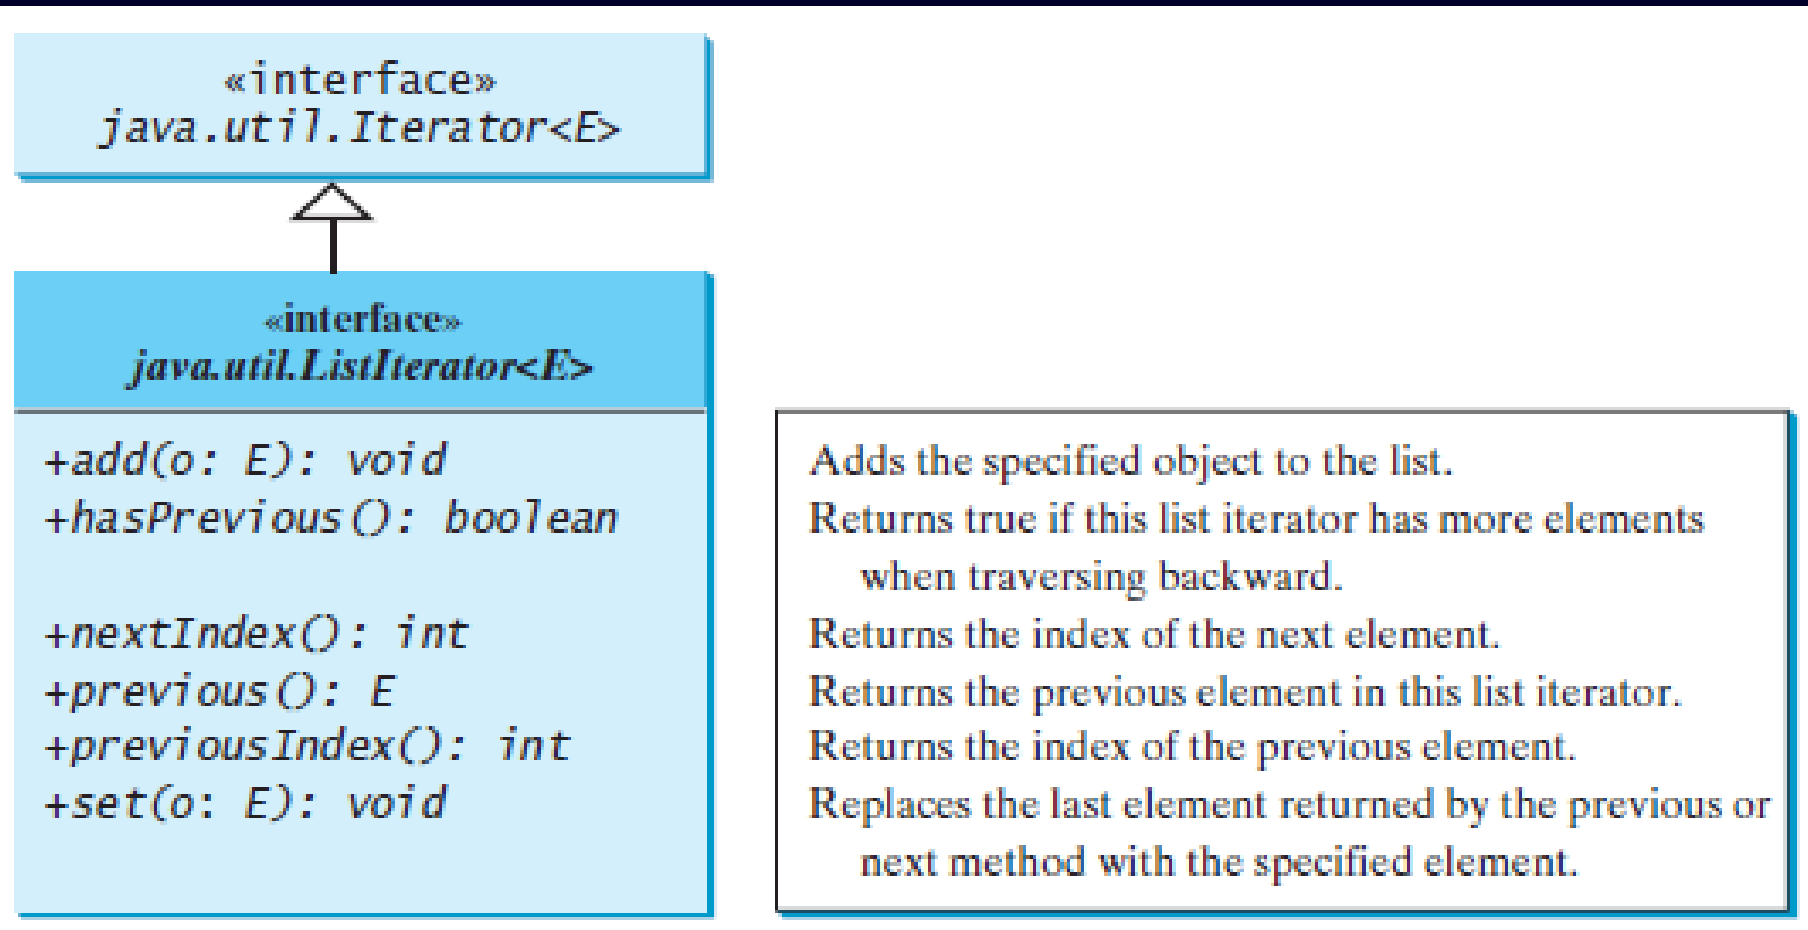 «interface»
java.util.Iterator<E>
«interface»
java.util.ListIterator<E>
+add(o: E): void
+hasPrevious(): boolean
+nextIndex(): int
+previous(): E
+previousIndex(): int
+set(o: E): void
Adds the specified object to the list.
Returns true if this list iterator has more elements
when traversing backward.
Returns the index of the next element.
Returns the previous element in this list iterator.
Returns the index of the previous element.
Replaces the last element returned by the previous or
next method with the specified element.